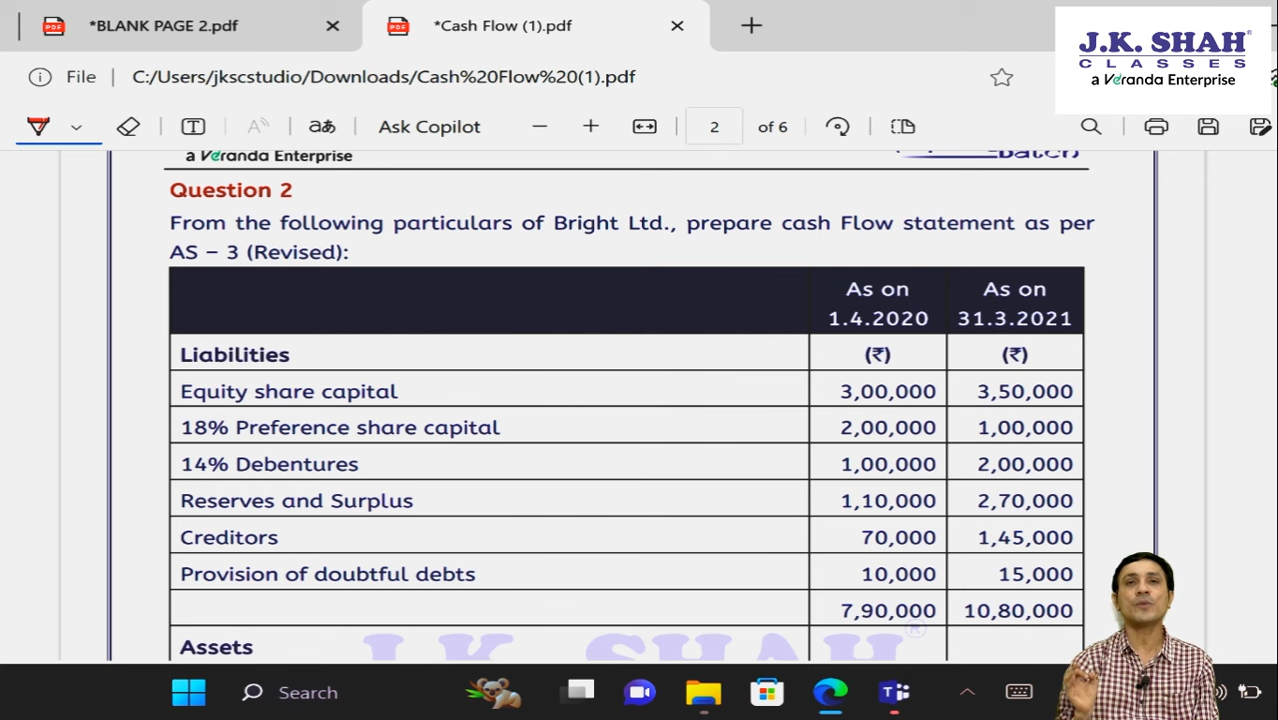 *BLANK PAGE 2.pdf
*Cash Flow (1).pdf
J.K. SHAH®
CLASSES
a Veranda Enterprise
File C:/Users/jkscstudio/Downloads/Cash%20Flow%20(1).pdf
T A aあ Ask Copilot 2 of 6
a Veranda Enterprise
batch
Question 2
From the following particulars of Bright Ltd., prepare cash Flow statement as per
AS – 3 (Revised):
As on 1.4.2020 As on 31.3.2021
Liabilities (₹) (₹)
Equity share capital 3,00,000 3,50,000
18% Preference share capital 2,00,000 1,00,000
14% Debentures 1,00,000 2,00,000
Reserves and Surplus 1,10,000 2,70,000
Creditors 70,000 1,45,000
Provision of doubtful debts 10,000 15,000
7,90,000 10,80,000
Assets
J.K. SHAH®
Search